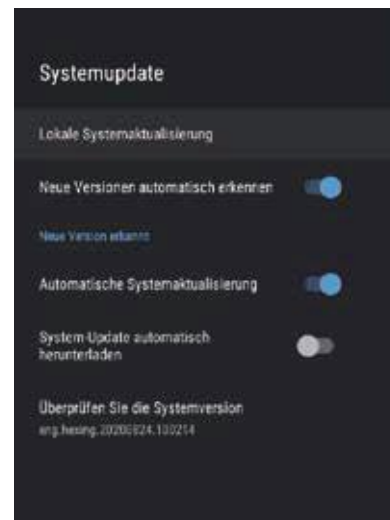 Systemupdate
Lokale Systemaktualisierung
Neue Versionen automatisch erkennen
Neue Version erkannt
Automatische Systemaktualisierung
System-Update automatisch
herunterladen
Überprüfen Sie die Systemversion